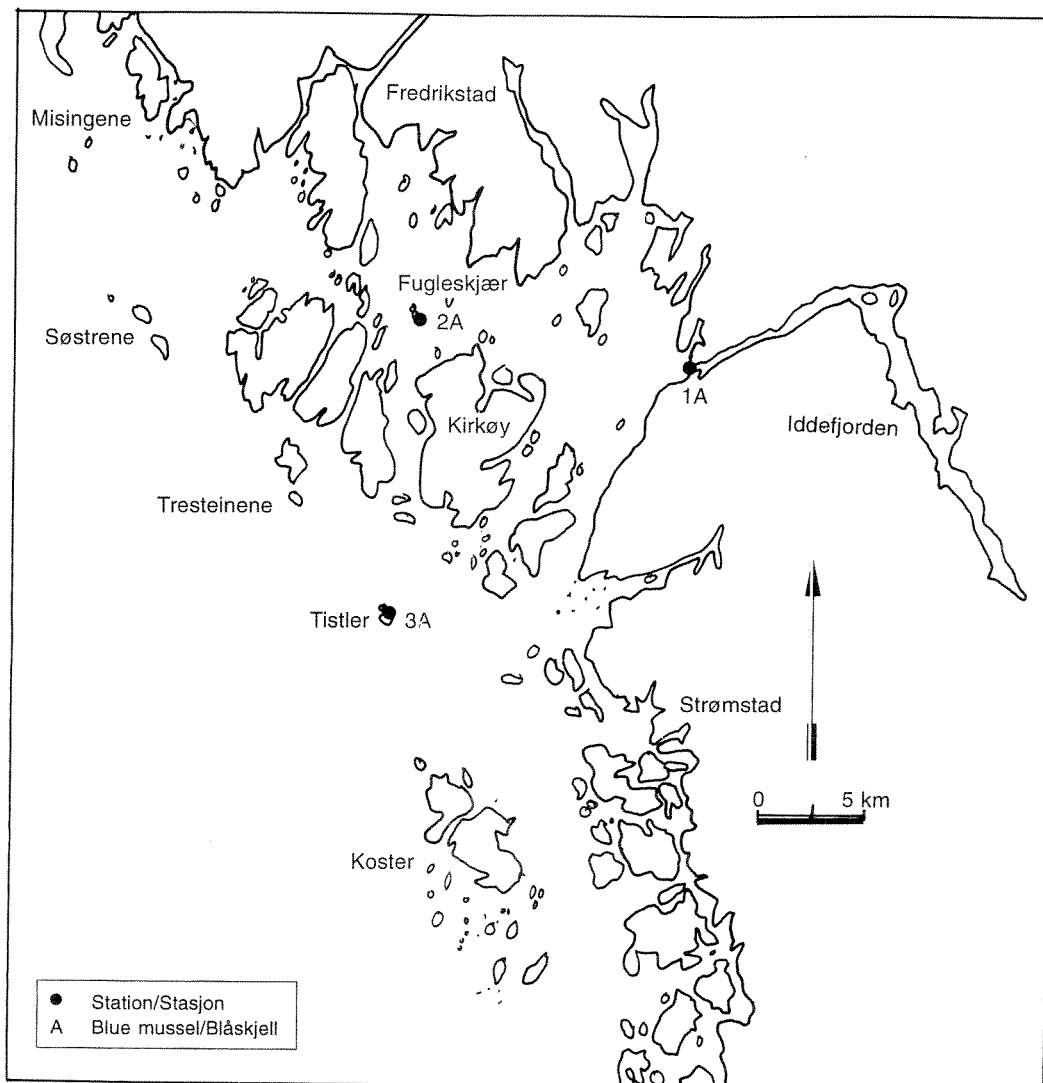 Fredrikstad
Misingene
Fugleskjær
2A
Søstrene
1A
Kirkøy
Iddefjorden
Tresteinene
Tistler
3A
Strømstad
0 5 km
Koster
● Station/Stasjon
A Blue mussel/Blåskjell